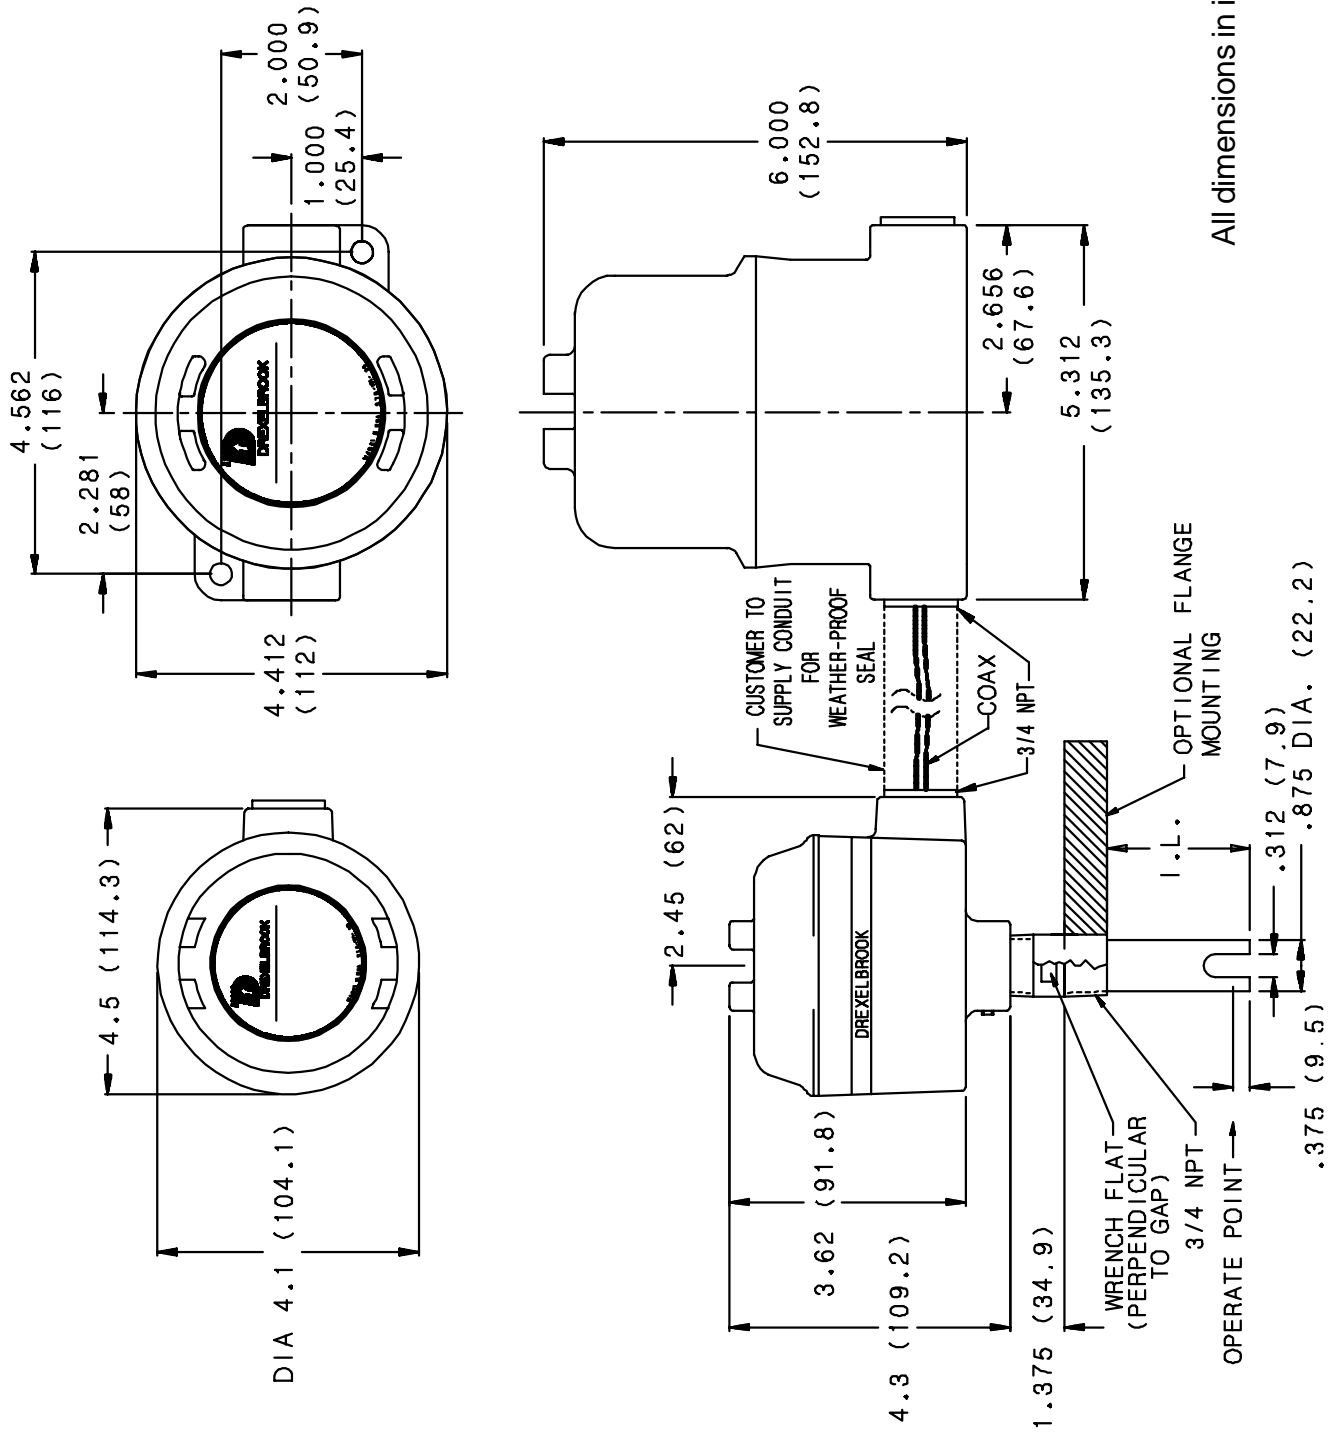 4.562
(116)
2.281
(58)
2.000
(50.9)
1.000
(25.4)
4.412
(112)
DREXELBROOK
4.5 (114.3)
DIA 4.1 (104.1)
DREXELBROOK
6.000
(152.8)
2.656
(67.6)
5.312
(135.3)
CUSTOMER TO
SUPPLY CONDUIT
FOR
WEATHER-PROOF
SEAL
COAX
3/4 NPT
2.45 (62)
DREXELBROOK
3.62 (91.8)
4.3 (109.2)
1.375 (34.9)
WRENCH FLAT
(PERPENDICULAR
TO GAP)
3/4 NPT
OPERATE POINT
OPTIONAL FLANGE
MOUNTING
I.L.
.312 (7.9)
.875 DIA. (22.2)
.375 (9.5)
All dimensions in i